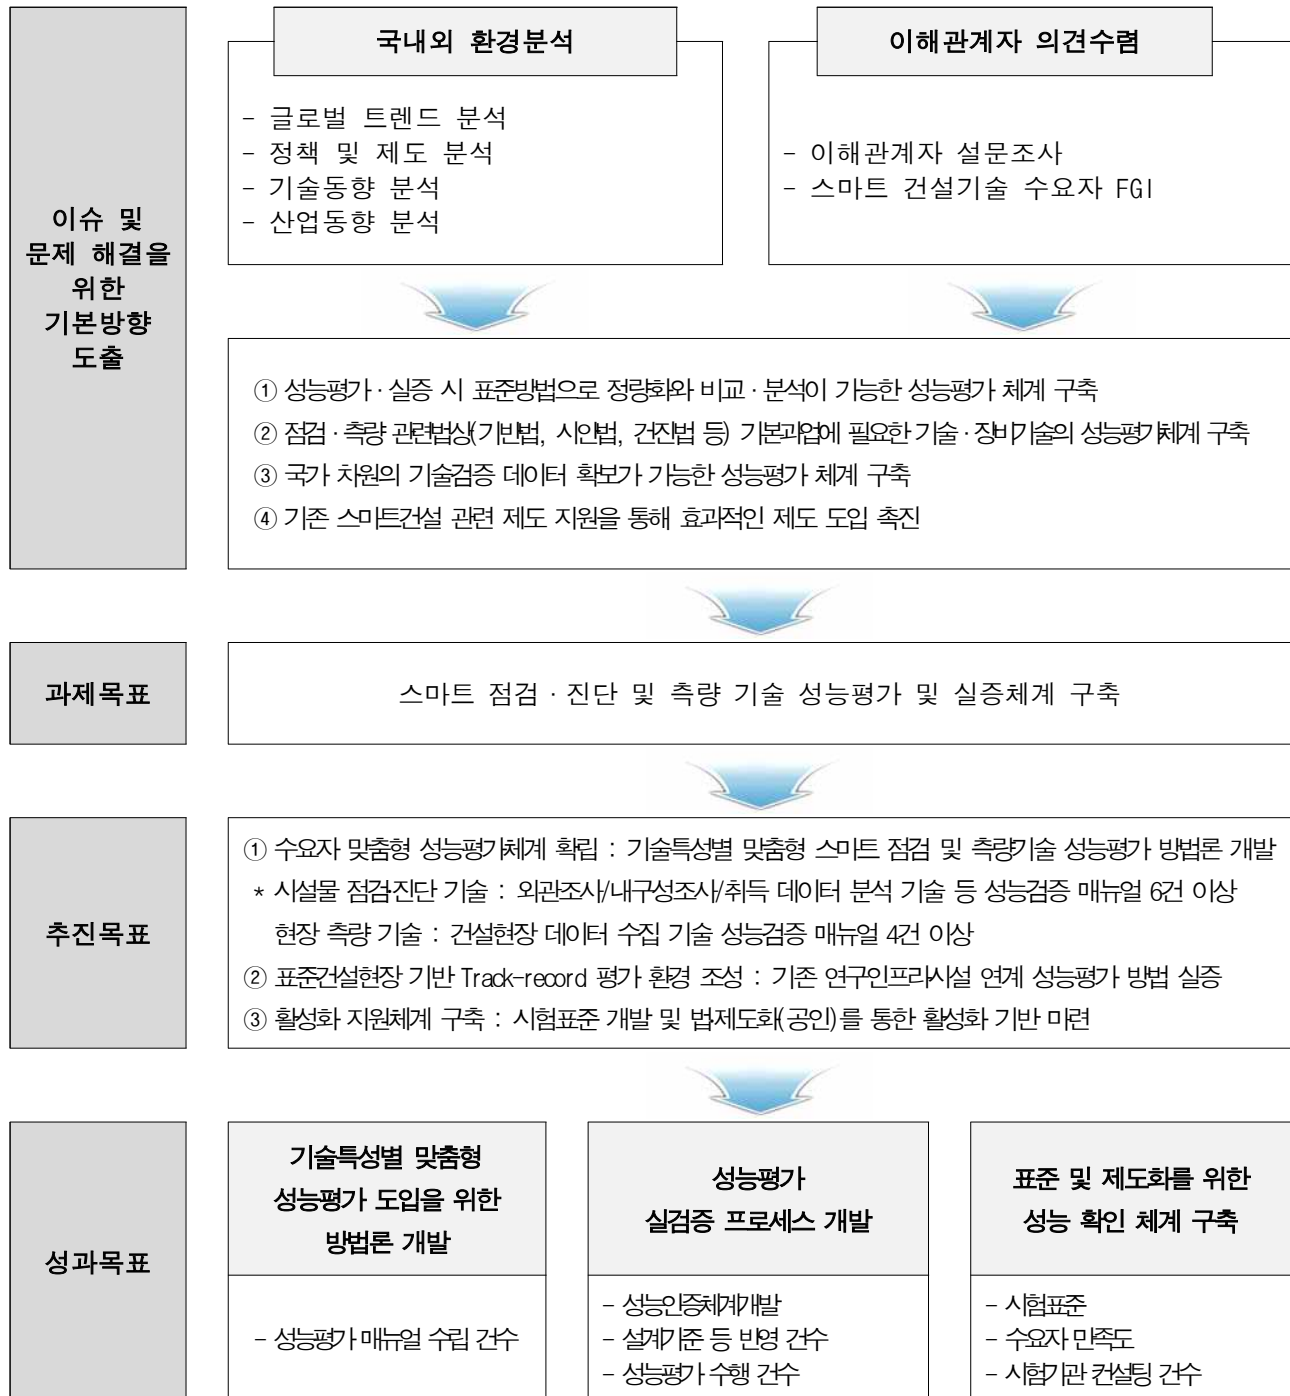 이슈 및
문제 해결을
위한
기본방향
도출
국내외 환경분석
- 글로벌 트렌드 분석
- 정책 및 제도 분석
- 기술동향 분석
- 산업동향 분석
이해관계자 의견수렴
- 이해관계자 설문조사
- 스마트 건설기술 수요자 FGI
① 성능평가·실증 시 표준방법으로 정량화와 비교·분석이 가능한 성능평가 체계 구축
② 점검·측량 관련법상(기반법, 시안법, 건진법 등) 기본과업에 필요한 기술·장비기술의 성능평가체계 구축
③ 국가 차원의 기술검증 데이터 확보가 가능한 성능평가 체계 구축
④ 기존 스마트건설 관련 제도 지원을 통해 효과적인 제도 도입 촉진
과제목표
스마트 점검·진단 및 측량 기술 성능평가 및 실증체계 구축
추진목표
① 수요자 맞춤형 성능평가체계 확립 : 기술특성별 맞춤형 스마트 점검 및 측량기술 성능평가 방법론 개발
* 시설물 점검·진단 기술 : 외관조사/내구성조사/취득 데이터 분석 기술 등 성능검증 매뉴얼 6건 이상
현장 측량 기술 : 건설현장 데이터 수집 기술 성능검증 매뉴얼 4건 이상
② 표준건설현장 기반 Track-record 평가 환경 조성 : 기존 연구인프라시설 연계 성능평가 방법 실증
③ 활성화 지원체계 구축 : 시험표준 개발 및 법·제도화(공인)를 통한 활성화 기반 마련
성과목표
기술특성별 맞춤형
성능평가 도입을 위한
방법론 개발
- 성능평가 매뉴얼 수립 건수
성능평가
실검증 프로세스 개발
- 성능인증체계개발
- 설계기준 등 반영 건수
- 성능평가 수행 건수
표준 및 제도화를 위한
성능 확인 체계 구축
- 시험표준
- 수요자 만족도
- 시험기관 컨설팅 건수